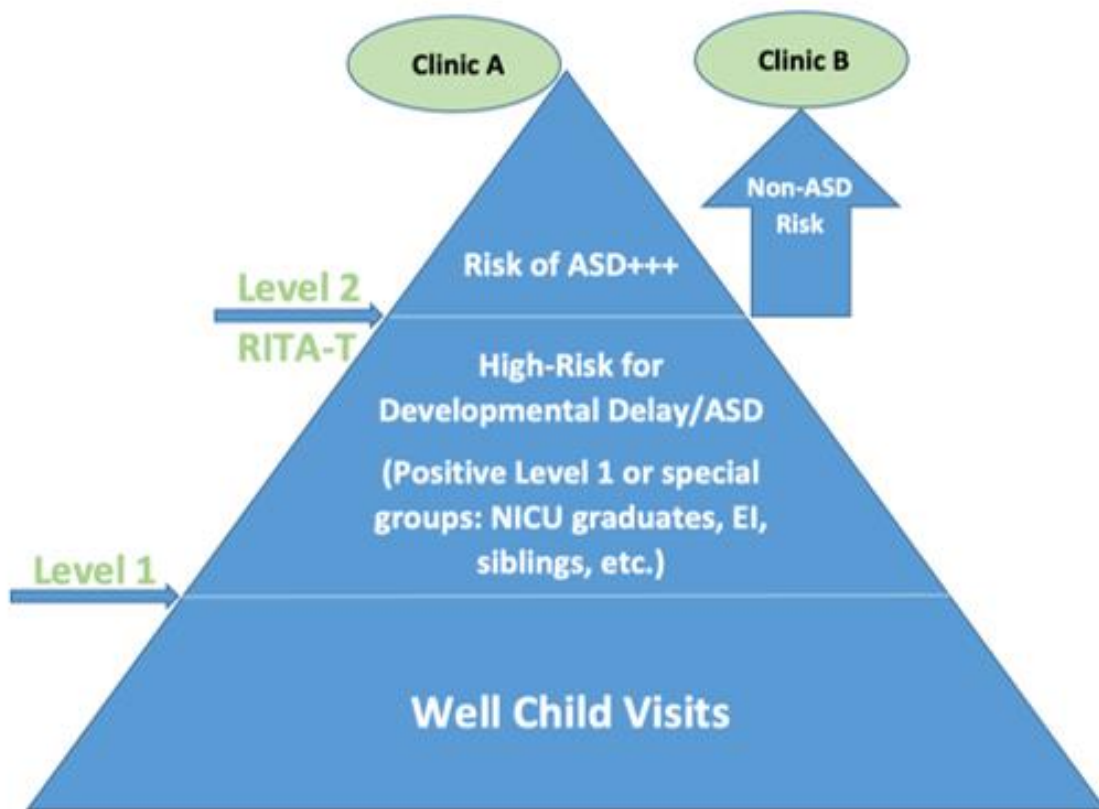 Clinic A
Clinic B
Non-ASD
Risk
Risk of ASD+++
Level 2
RITA-T
High-Risk for
Developmental Delay/ASD
(Positive Level 1 or special
groups: NICU graduates, EI,
siblings, etc.)
Level 1
Well Child Visits